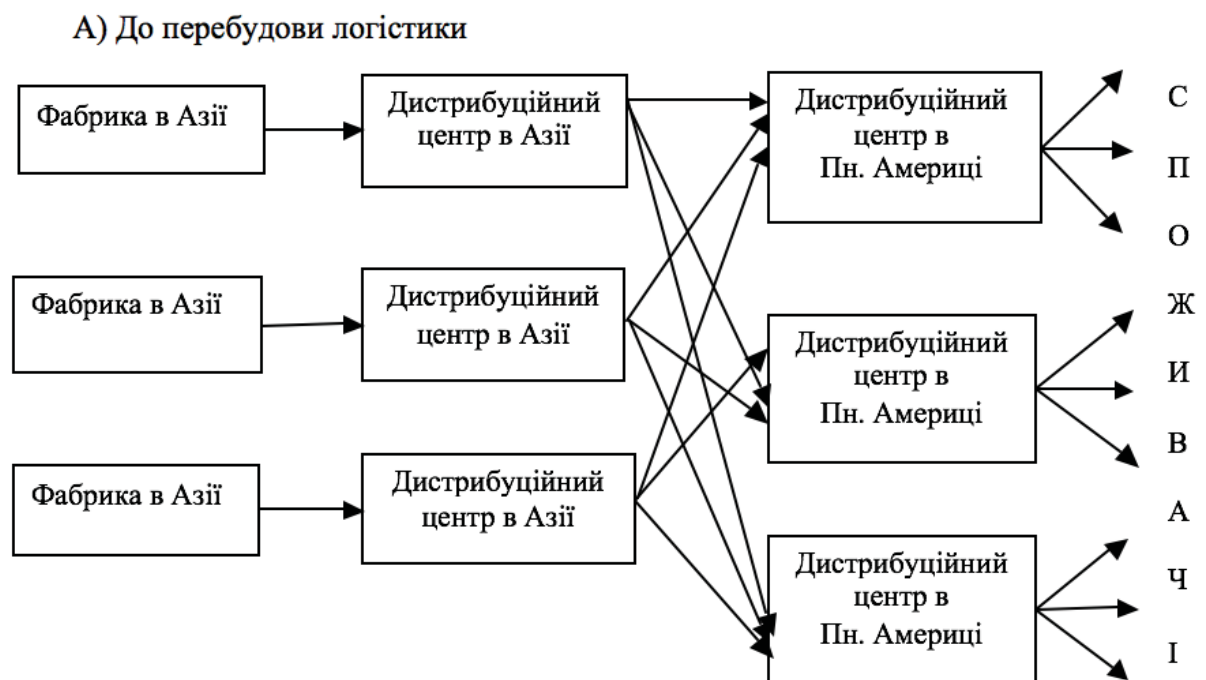 А) До перебудови логістики
Фабрика в Азії
Дистрибуційний
центр в Азії
Дистрибуційний
центр в
Пн. Америці
Фабрика в Азії
Дистрибуційний
центр в Азії
Дистрибуційний
центр в
Пн. Америці
Фабрика в Азії
Дистрибуційний
центр в Азії
Дистрибуційний
центр в
Пн. Америці
С
П
О
Ж
И
В
А
Ч
І